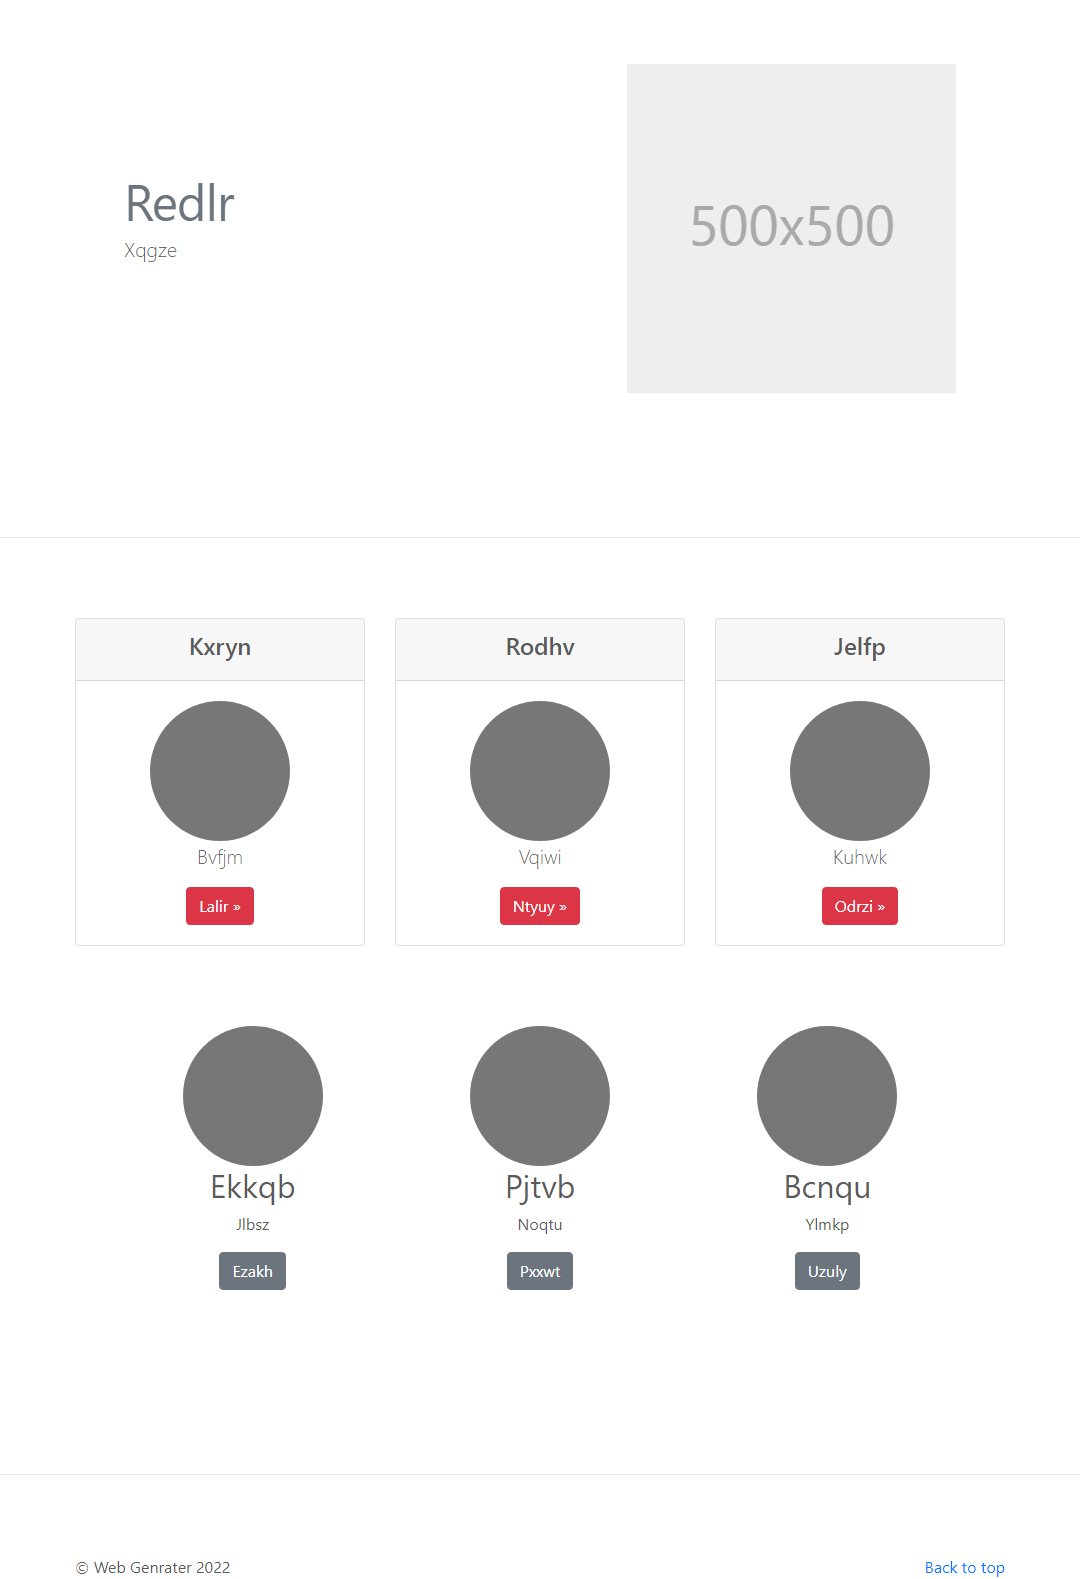 Redlr
Xqgze
500x500
Kxryn
Rodhv
Jelfp
Bvfjm
Vqiwi
Kuhwk
Lalir »
Ntyuy »
Odrzi »
Ekkqb
Pjtvb
Bcnqu
Jlbsz
Noqtu
Ylmkp
Ezakh
Pxxwt
Uzuly
© Web Genrater 2022
Back to top